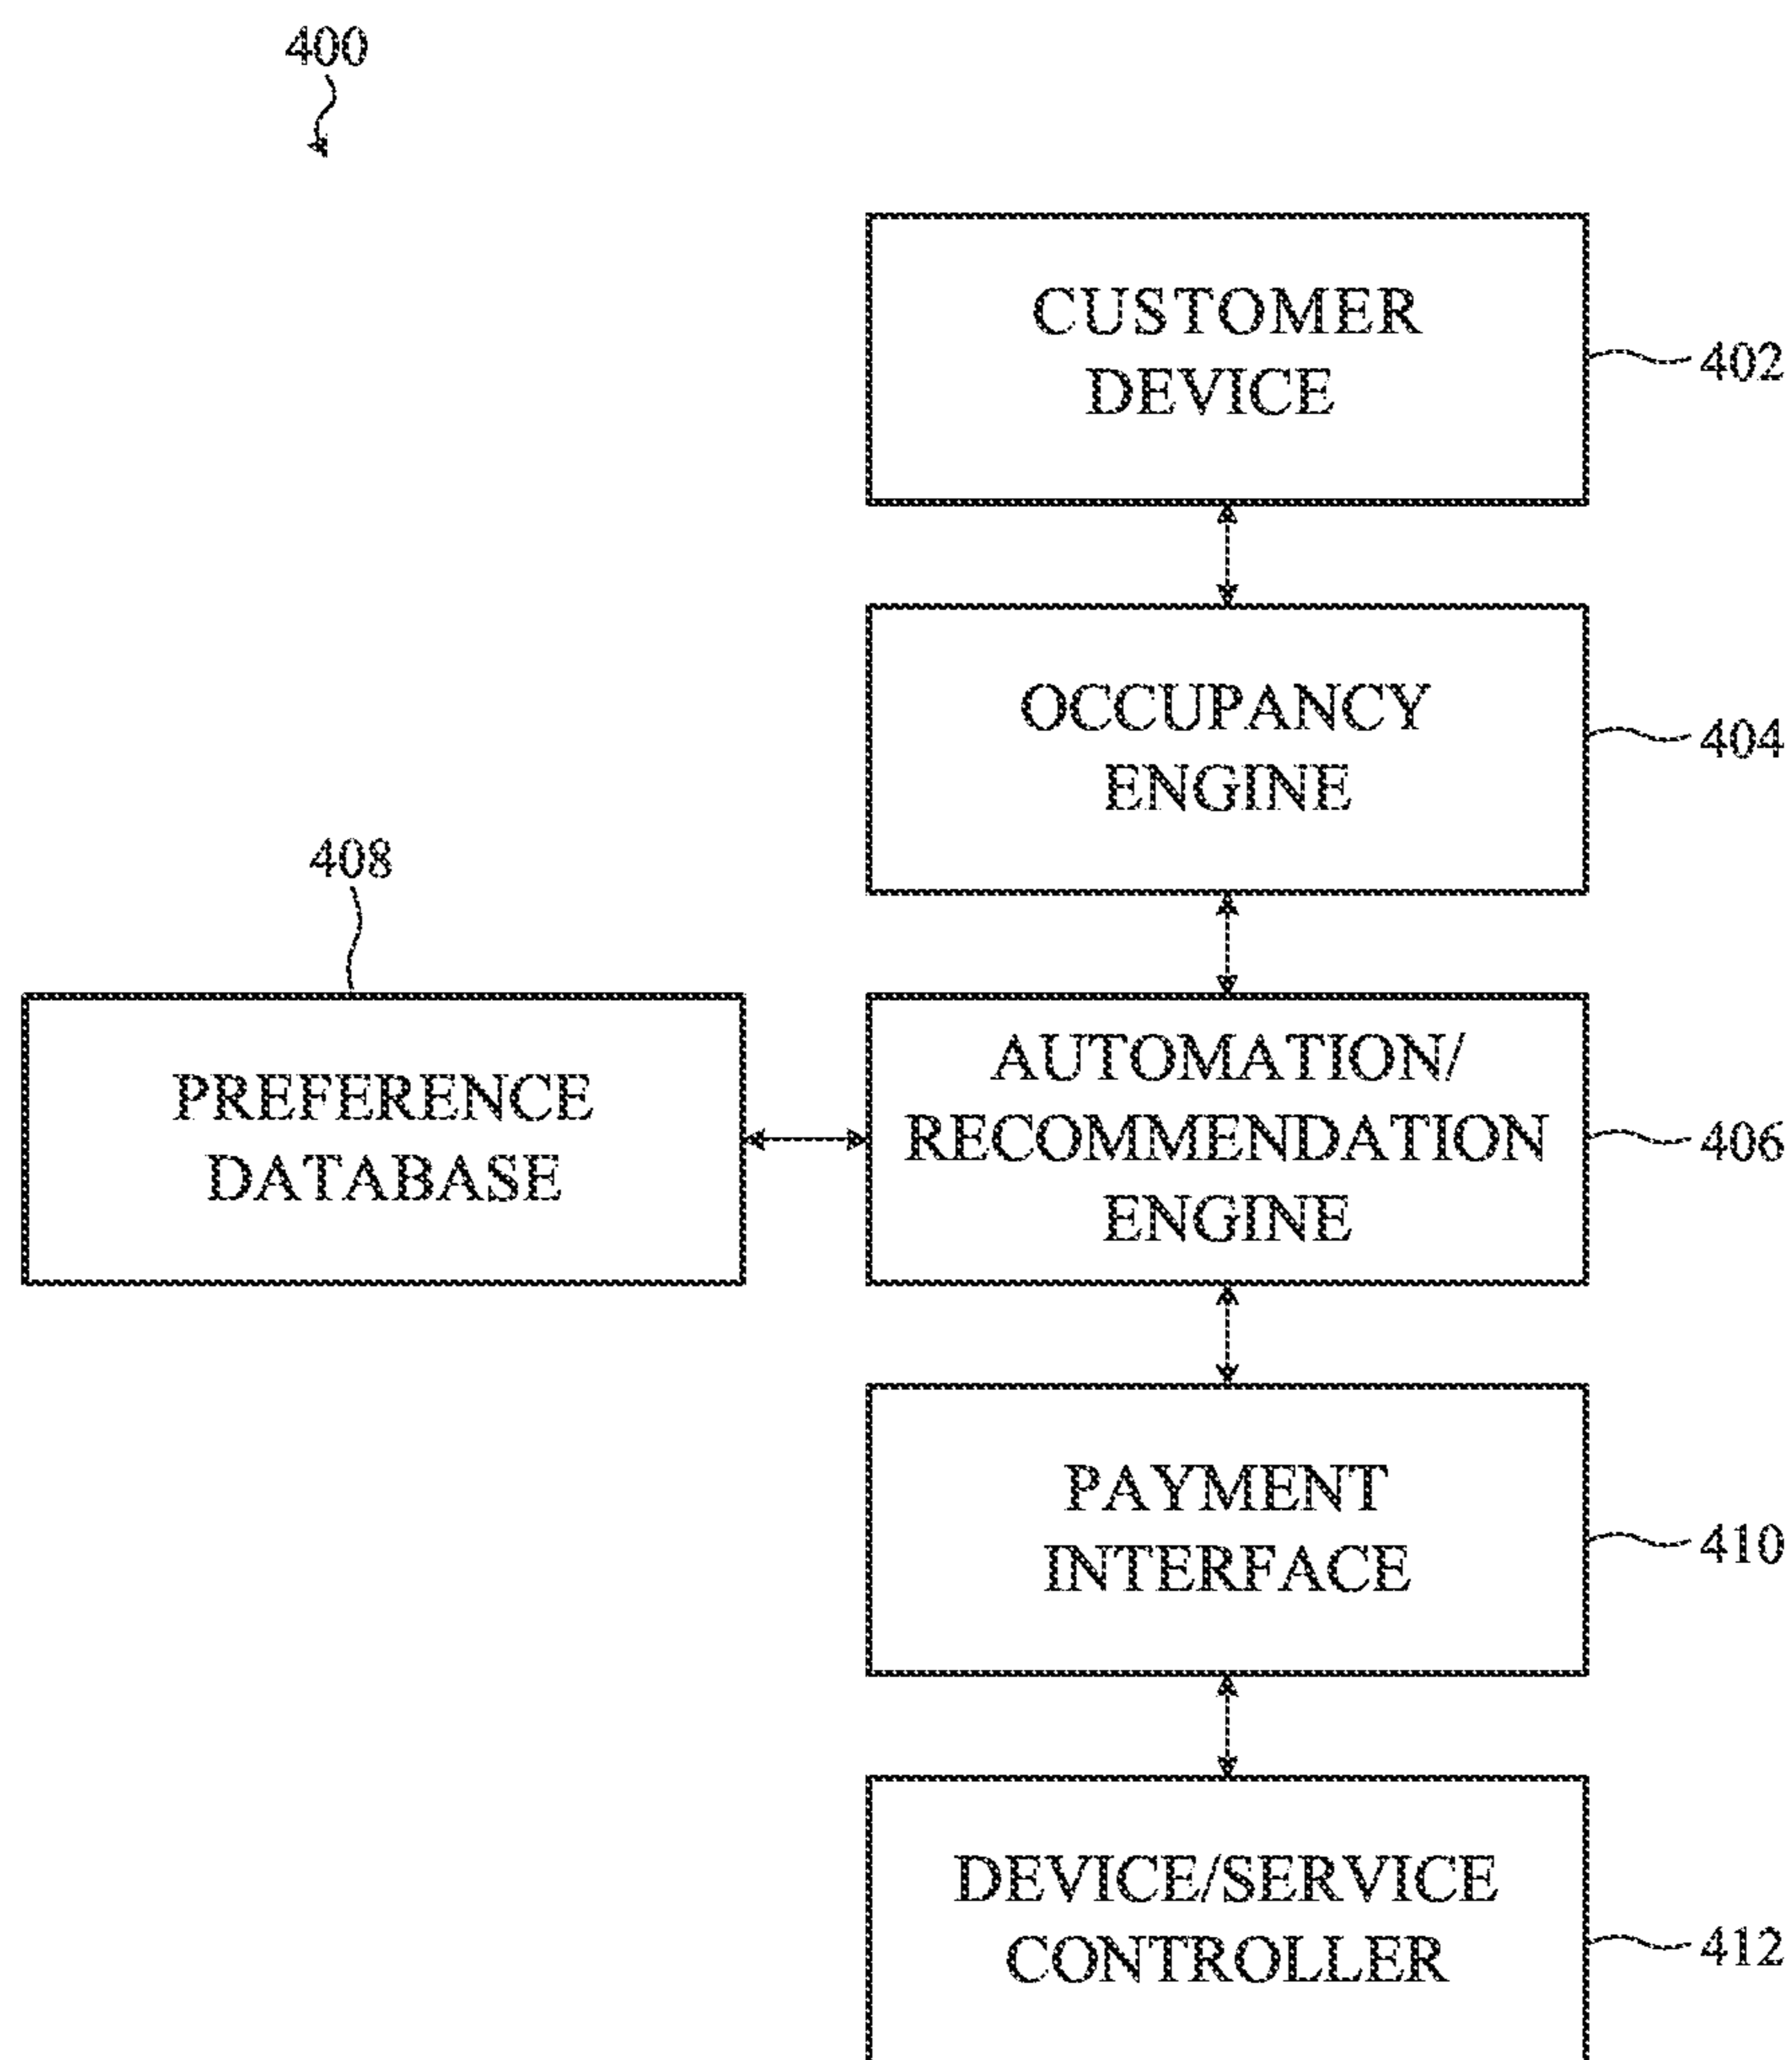 400
CUSTOMER
DEVICE
402
OCCUPANCY
ENGINE
404
408
PREFERENCE
DATABASE
AUTOMATION/
RECOMMENDATION
ENGINE
406
PAYMENT
INTERFACE
410
DEVICE/SERVICE
CONTROLLER
412